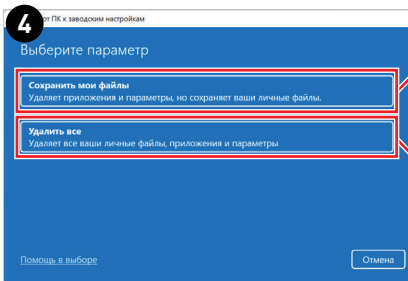 4
от ПК к заводским настройкам
Выберите параметр
Сохранить мои файлы
Удаляет приложения и параметры, но сохраняет ваши личные файлы.
Удалить все
Удаляет все ваши личные файлы, приложения и параметры
Помощь в выборе
Отмена